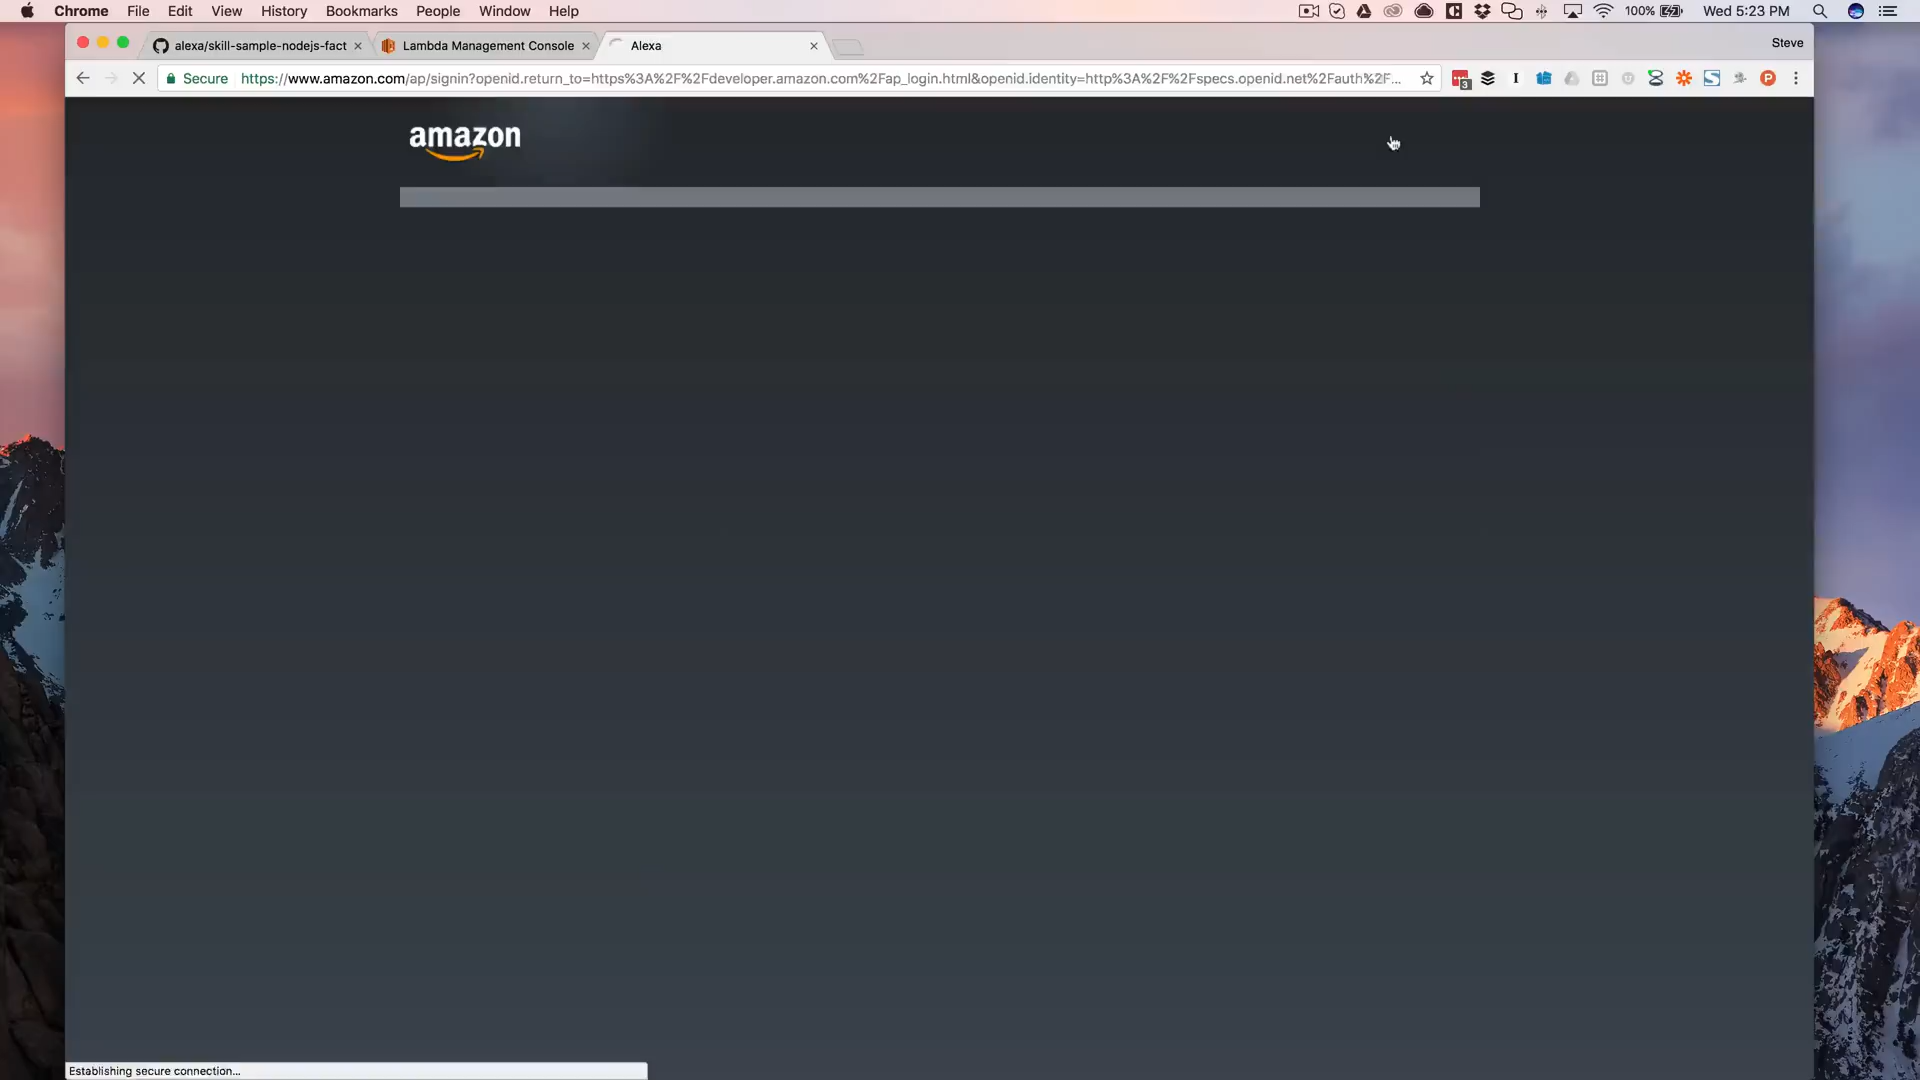 Chrome File Edit View History Bookmarks People Window Help 100% Wed 5:23 PM
alexa/skill-sample-nodejs-fact Lambda Management Console Alexa Steve
Secure https://www.amazon.com/ap/signin?openid.return_to=https%3A%2F%2Fdeveloper.amazon.com%2Fap_login.html&openid.identity=http%3A%2F%2Fspecs.openid.net%2Fauth%2F... 3
amazon
Establishing secure connection...